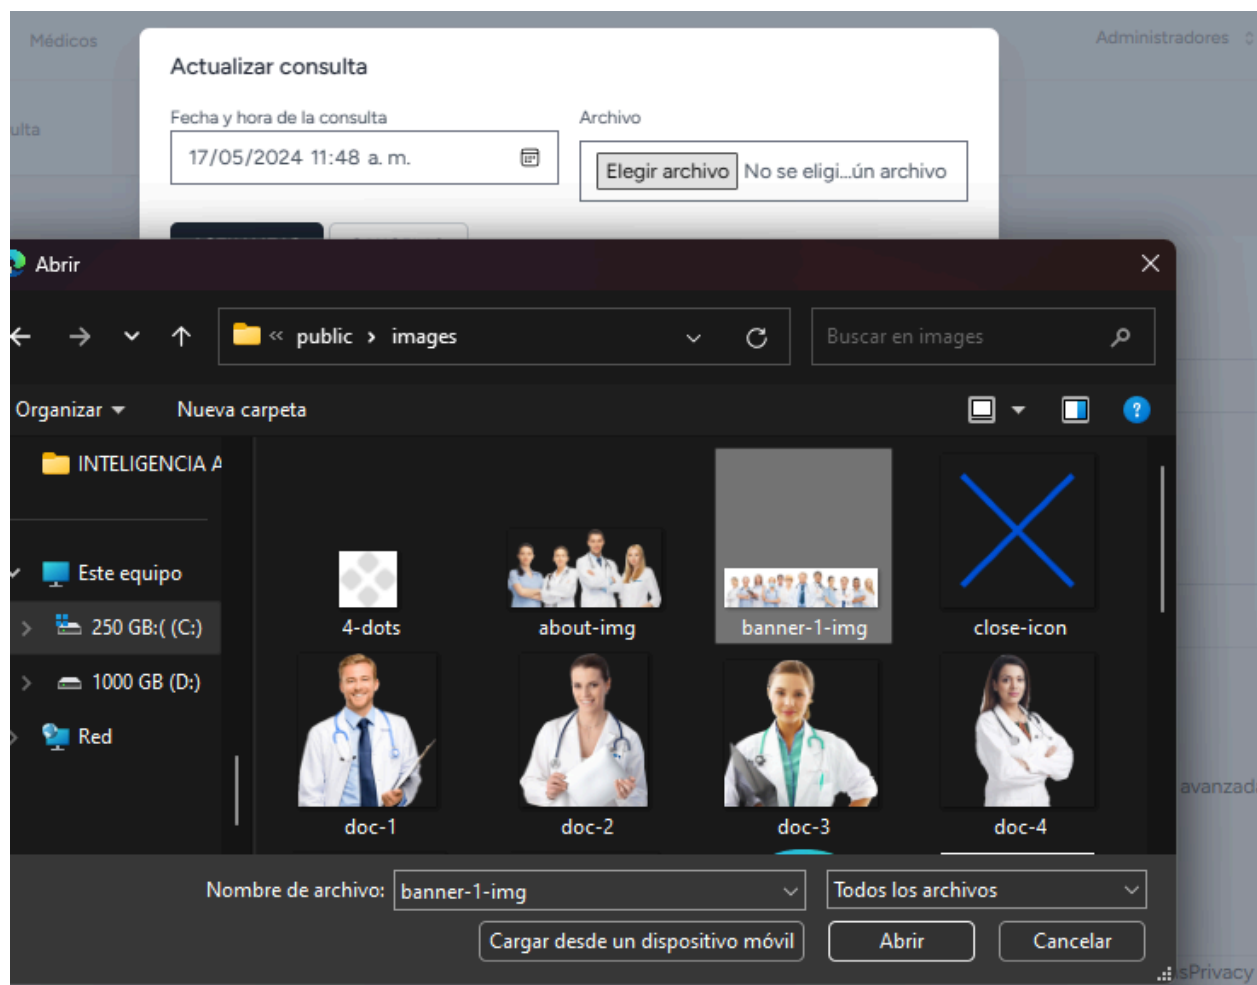 Médicos
Administradores
Actualizar consulta
Fecha y hora de la consulta
Archivo
ulta
17/05/2024 11:48 a. m.
Elegir archivo No se eligi...ún archivo
Abrir
« public > images
Buscar en images
Organizar
Nueva carpeta
INTELIGENCIA A
Este equipo
250 GB:( (C:)
1000 GB (D:)
Red
4-dots
about-img
banner-1-img
close-icon
doc-1
doc-2
doc-3
doc-4
avanzada
Nombre de archivo: banner-1-img
Todos los archivos
Cargar desde un dispositivo móvil
Abrir
Cancelar
sPrivacy